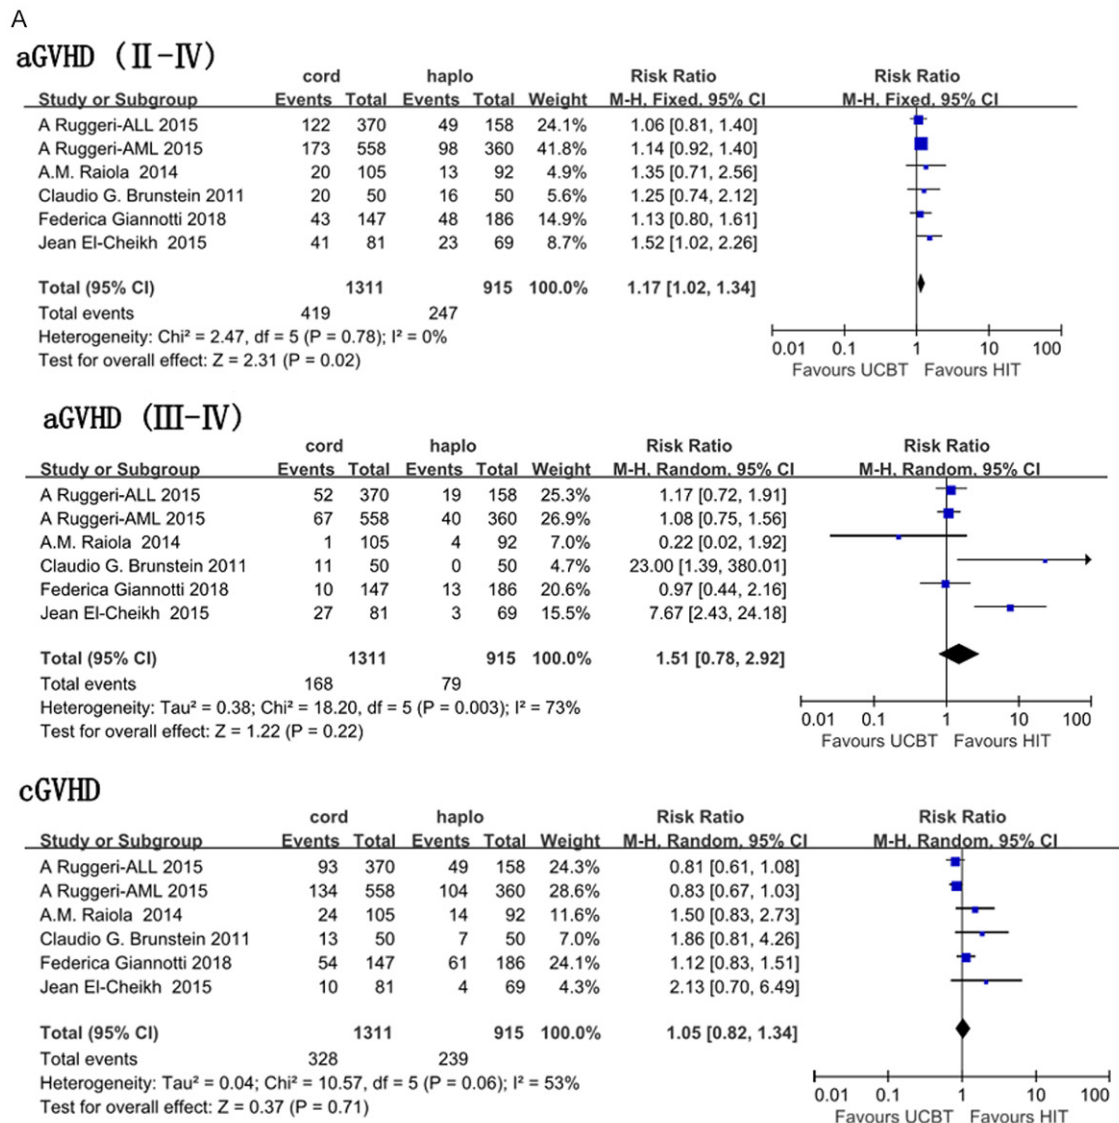 A
aGVHD (Ⅱ-Ⅳ)
cord haplo Risk Ratio Risk Ratio
Study or Subgroup Events Total Events Total Weight M-H, Fixed, 95% CI M-H, Fixed, 95% CI
A Ruggeri-ALL 2015 122 370 49 158 24.1% 1.06 [0.81, 1.40]
A Ruggeri-AML 2015 173 558 98 360 41.8% 1.14 [0.92, 1.40]
A.M. Raiola 2014 20 105 13 92 4.9% 1.35 [0.71, 2.56]
Claudio G. Brunstein 2011 20 50 16 50 5.6% 1.25 [0.74, 2.12]
Federica Giannotti 2018 43 147 48 186 14.9% 1.13 [0.80, 1.61]
Jean El-Cheikh 2015 41 81 23 69 8.7% 1.52 [1.02, 2.26]
Total (95% CI) 1311 915 100.0% 1.17 [1.02, 1.34]
Total events 419 247
Heterogeneity: Chi² = 2.47, df = 5 (P = 0.78); I² = 0%
Test for overall effect: Z = 2.31 (P = 0.02)
0.01 0.1 1 10 100
Favours UCBT Favours HIT
aGVHD (Ⅲ-Ⅳ)
cord haplo Risk Ratio Risk Ratio
Study or Subgroup Events Total Events Total Weight M-H, Random, 95% CI M-H, Random, 95% CI
A Ruggeri-ALL 2015 52 370 19 158 25.3% 1.17 [0.72, 1.91]
A Ruggeri-AML 2015 67 558 40 360 26.9% 1.08 [0.75, 1.56]
A.M. Raiola 2014 1 105 4 92 7.0% 0.22 [0.02, 1.92]
Claudio G. Brunstein 2011 11 50 0 50 4.7% 23.00 [1.39, 380.01]
Federica Giannotti 2018 10 147 13 186 20.6% 0.97 [0.44, 2.16]
Jean El-Cheikh 2015 27 81 3 69 15.5% 7.67 [2.43, 24.18]
Total (95% CI) 1311 915 100.0% 1.51 [0.78, 2.92]
Total events 168 79
Heterogeneity: Tau² = 0.38; Chi² = 18.20, df = 5 (P = 0.003); I² = 73%
Test for overall effect: Z = 1.22 (P = 0.22)
0.01 0.1 1 10 100
Favours UCBT Favours HIT
cGVHD
cord haplo Risk Ratio Risk Ratio
Study or Subgroup Events Total Events Total Weight M-H, Random, 95% CI M-H, Random, 95% CI
A Ruggeri-ALL 2015 93 370 49 158 24.3% 0.81 [0.61, 1.08]
A Ruggeri-AML 2015 134 558 104 360 28.6% 0.83 [0.67, 1.03]
A.M. Raiola 2014 24 105 14 92 11.6% 1.50 [0.83, 2.73]
Claudio G. Brunstein 2011 13 50 7 50 7.0% 1.86 [0.81, 4.26]
Federica Giannotti 2018 54 147 61 186 24.1% 1.12 [0.83, 1.51]
Jean El-Cheikh 2015 10 81 4 69 4.3% 2.13 [0.70, 6.49]
Total (95% CI) 1311 915 100.0% 1.05 [0.82, 1.34]
Total events 328 239
Heterogeneity: Tau² = 0.04; Chi² = 10.57, df = 5 (P = 0.06); I² = 53%
Test for overall effect: Z = 0.37 (P = 0.71)
0.01 0.1 1 10 100
Favours UCBT Favours HIT